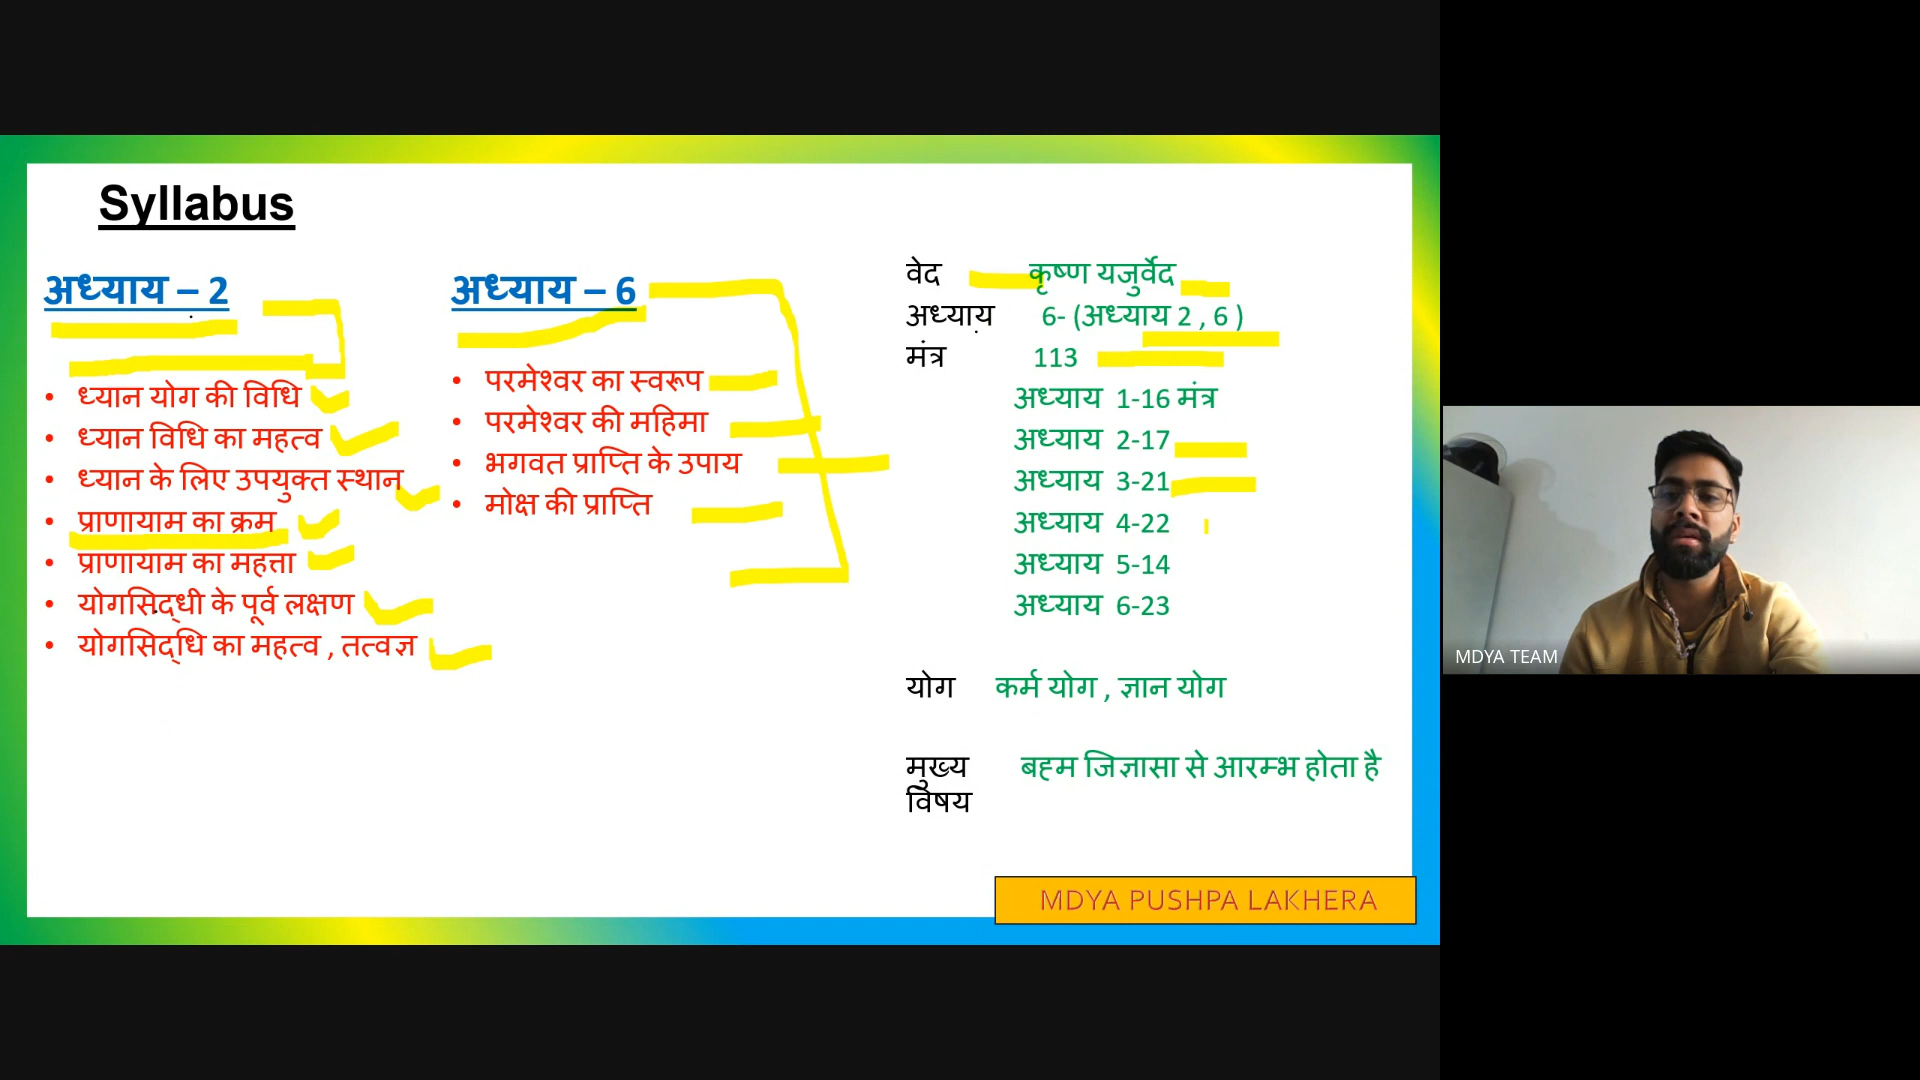 Syllabus
अध्याय – 2
• ध्यान योग की विधि
• ध्यान विधि का महत्व
• ध्यान के लिए उपयुक्त स्थान
• प्राणायाम का क्रम
• प्राणायाम का महत्ता
• योगसिद्धी के पूर्व लक्षण
• योगसिद्धि का महत्व , तत्वज्ञ
अध्याय – 6
• परमेश्वर का स्वरूप
• परमेश्वर की महिमा
• भगवत प्राप्ति के उपाय
• मोक्ष की प्राप्ति
वेद कृष्ण यजुर्वेद
अध्याय 6- (अध्याय 2 , 6 )
मंत्र 113
अध्याय 1-16 मंत्र
अध्याय 2-17
अध्याय 3-21
अध्याय 4-22
अध्याय 5-14
अध्याय 6-23
योग कर्म योग , ज्ञान योग
मुख्य बह्म जिज्ञासा से आरम्भ होता है
विषय
MDYA PUSHPA LAKHERA
MDYA TEAM